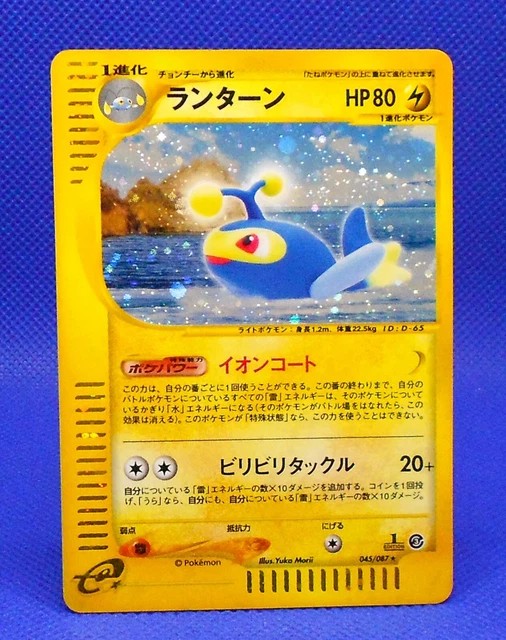 1進化 チョンチーから進化 「たねポケモン」の上に重ねて進化させます。
ランターン HP80
1進化ポケモン
ライトポケモン：身長1.2m、体重22.5kg ID：D-65
特殊能力
ポケパワー イオンコート
この力は、自分の番ごとに1回使うことができる。この番の終わりまで、自分の
バトルポケモンについているすべての「雷」エネルギーは、そのポケモンについて
いるかぎり「水」エネルギーになる(そのポケモンがバトル場をはなれたら、この
効果は消える)。このポケモンが「特殊状態」なら、この力を使うことはできない。
ビリビリタックル 20+
自分についている「雷」エネルギーの数×10ダメージを追加する。コインを1回投
げ、「うら」なら、自分にも、自分についている「雷」エネルギーの数×10ダメージ。
弱点 抵抗力 にげる
1
EDITION
©Pokémon Illus.Yuka Morii 045/087★